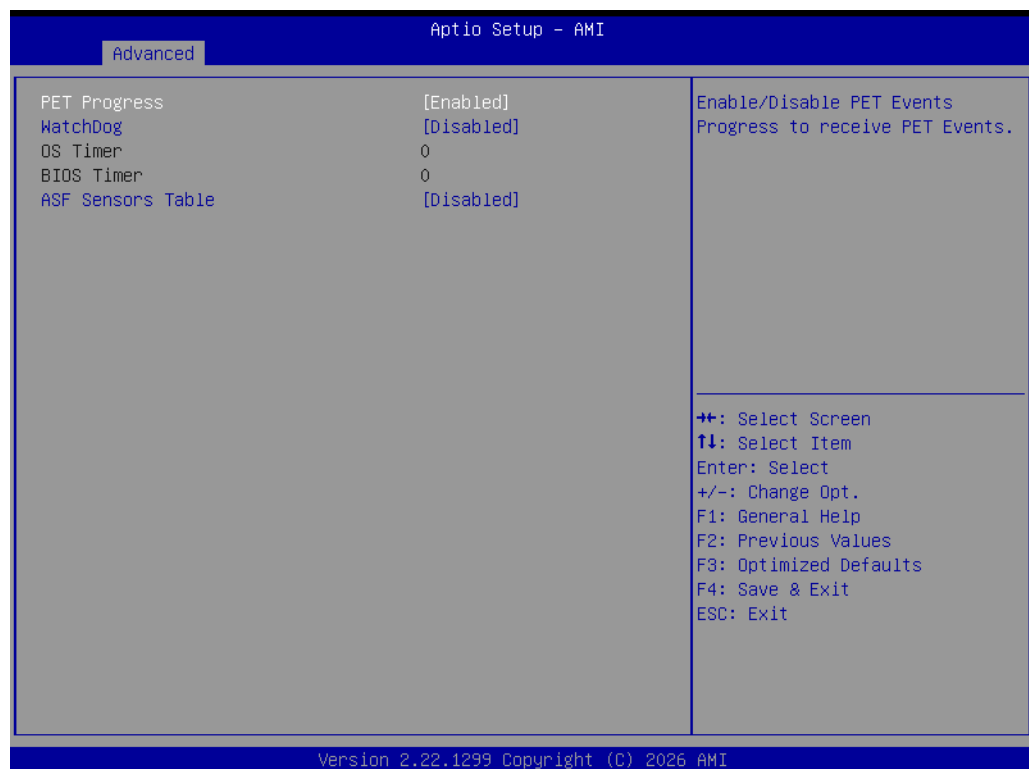 Aptio Setup – AMI
Advanced
PET Progress [Enabled]
WatchDog [Disabled]
OS Timer 0
BIOS Timer 0
ASF Sensors Table [Disabled]
Enable/Disable PET Events
Progress to receive PET Events.
→←: Select Screen
↑↓: Select Item
Enter: Select
+/-: Change Opt.
F1: General Help
F2: Previous Values
F3: Optimized Defaults
F4: Save & Exit
ESC: Exit
Version 2.22.1299 Copyright (C) 2026 AMI